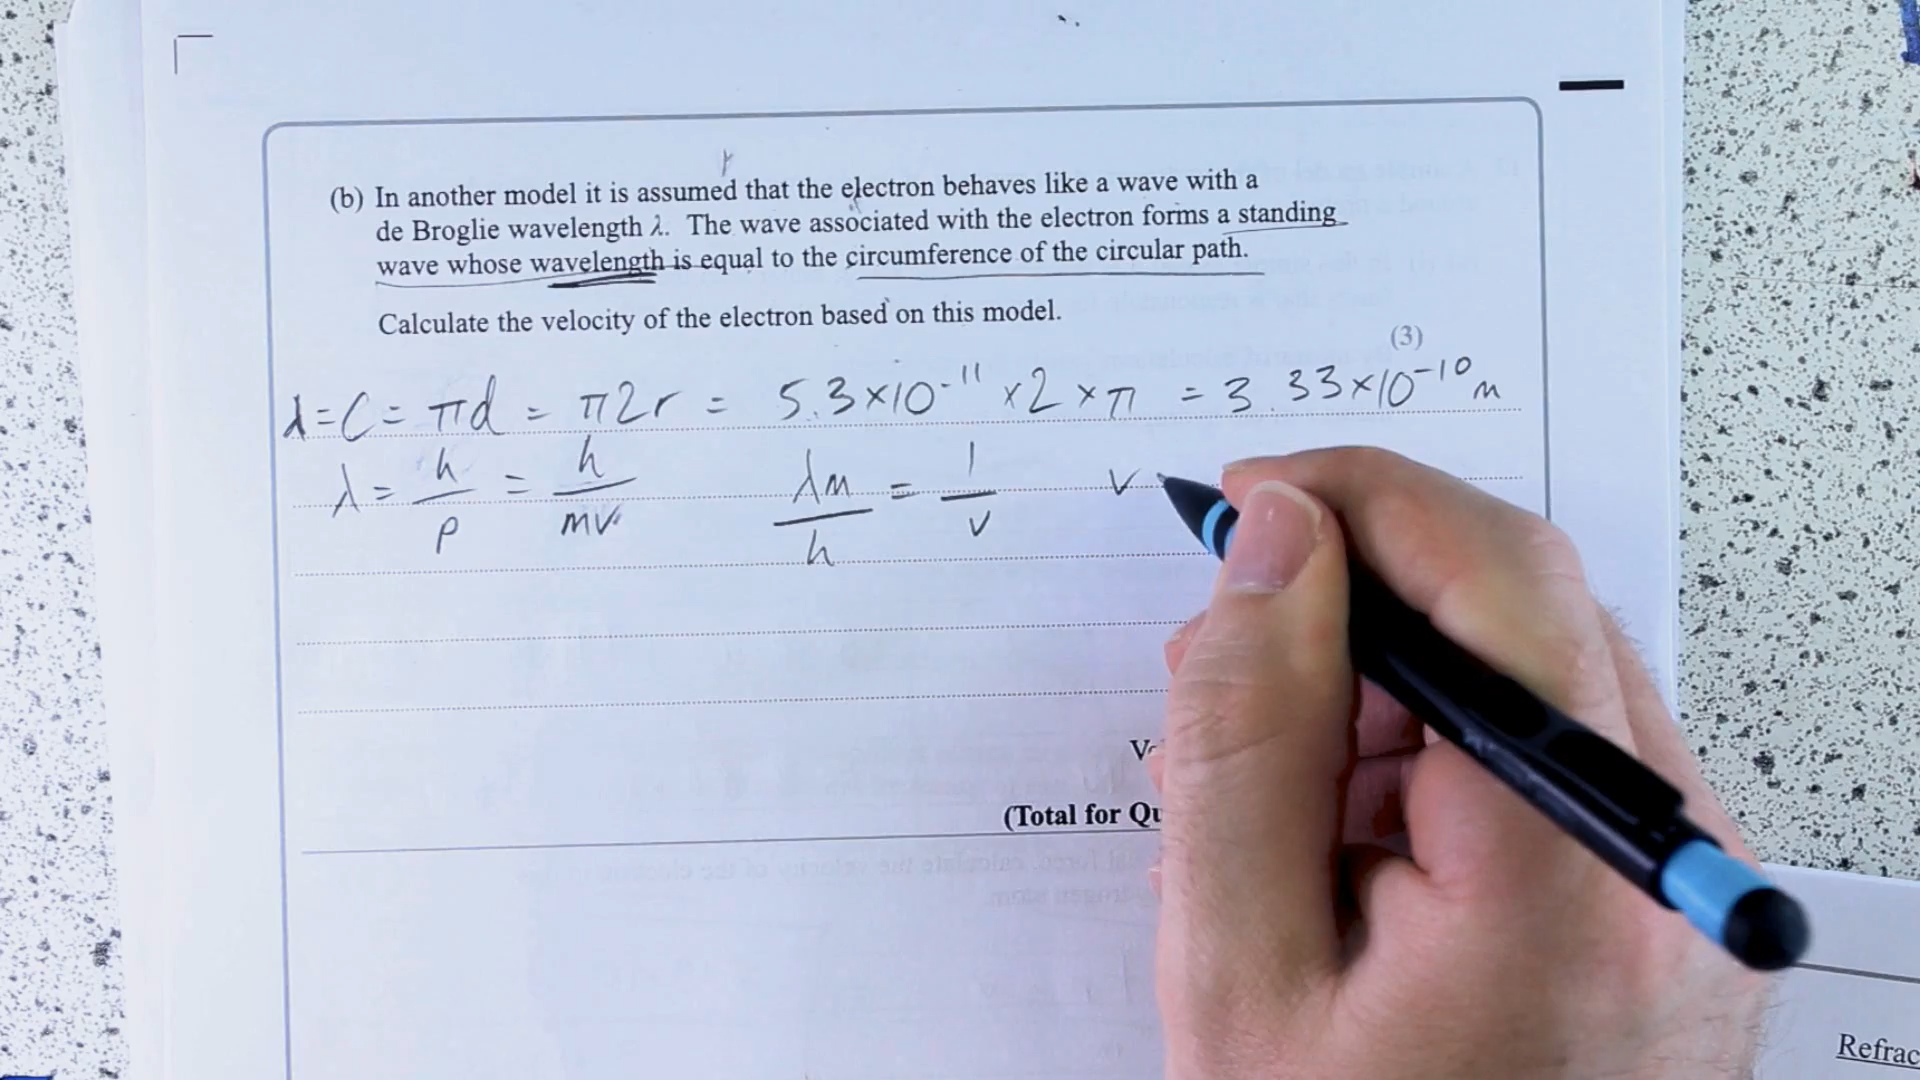 (b) In another model it is assumed that the electron behaves like a wave with a
de Broglie wavelength λ. The wave associated with the electron forms a standing
wave whose wavelength is equal to the circumference of the circular path.
Calculate the velocity of the electron based on this model.
(3)
λ = C = πd = π2r = 5.3×10⁻¹¹ ×2 ×π = 3.33×10⁻¹⁰ m
λ = h/p = h/mv λm/h = 1/v v
(Total for
Refrac